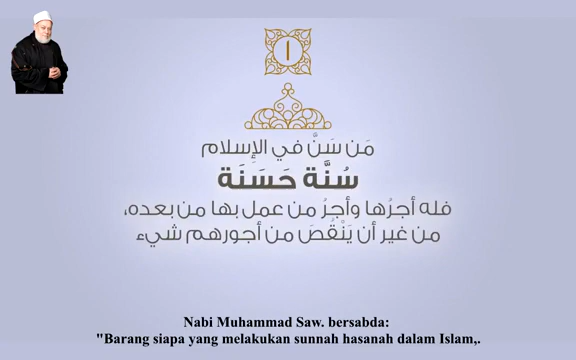 ١
مَن سَنَّ في الإسلام
سُنَّة حَسَنَة
فله أجرُها وأجرُ من عمل بها من بعده،
من غير أن يَنْقُصَ من أجورهم شيء
Nabi Muhammad Saw. bersabda:
"Barang siapa yang melakukan sunnah hasanah dalam Islam,.